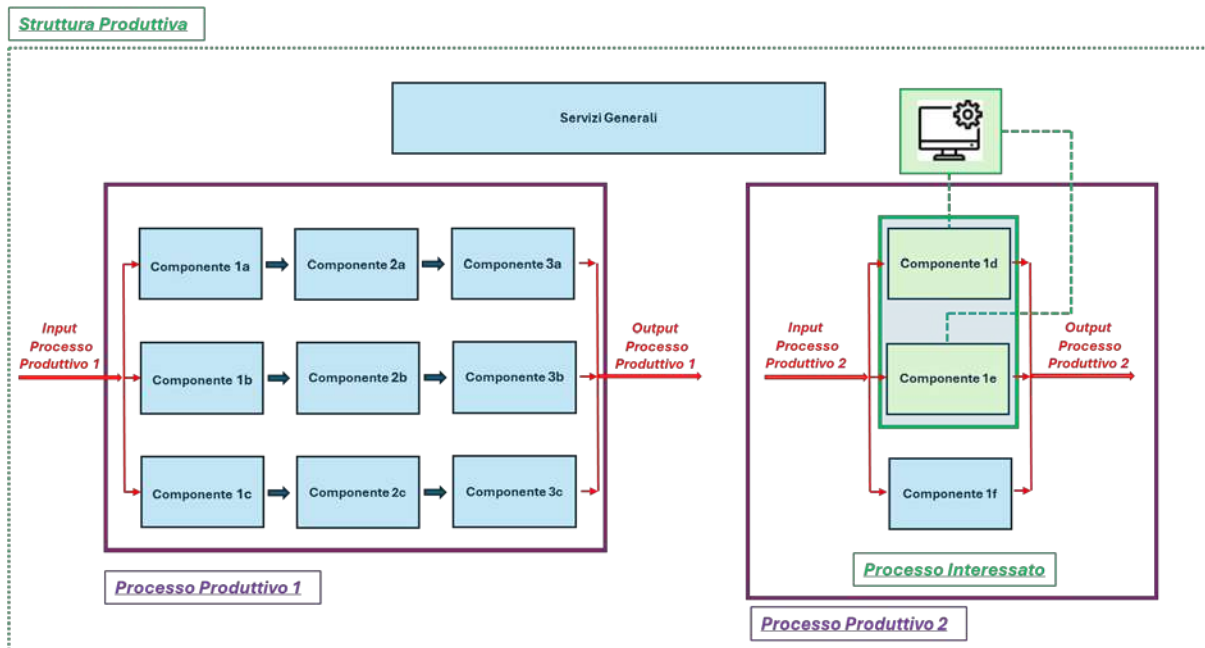 Struttura Produttiva
Servizi Generali
Componente 1a
Componente 2a
Componente 3a
Input
Processo
Produttivo 1
Componente 1b
Componente 2b
Componente 3b
Output
Processo
Produttivo 1
Componente 1c
Componente 2c
Componente 3c
Processo Produttivo 1
Componente 1d
Input
Processo
Produttivo 2
Componente 1e
Output
Processo
Produttivo 2
Componente 1f
Processo Interessato
Processo Produttivo 2